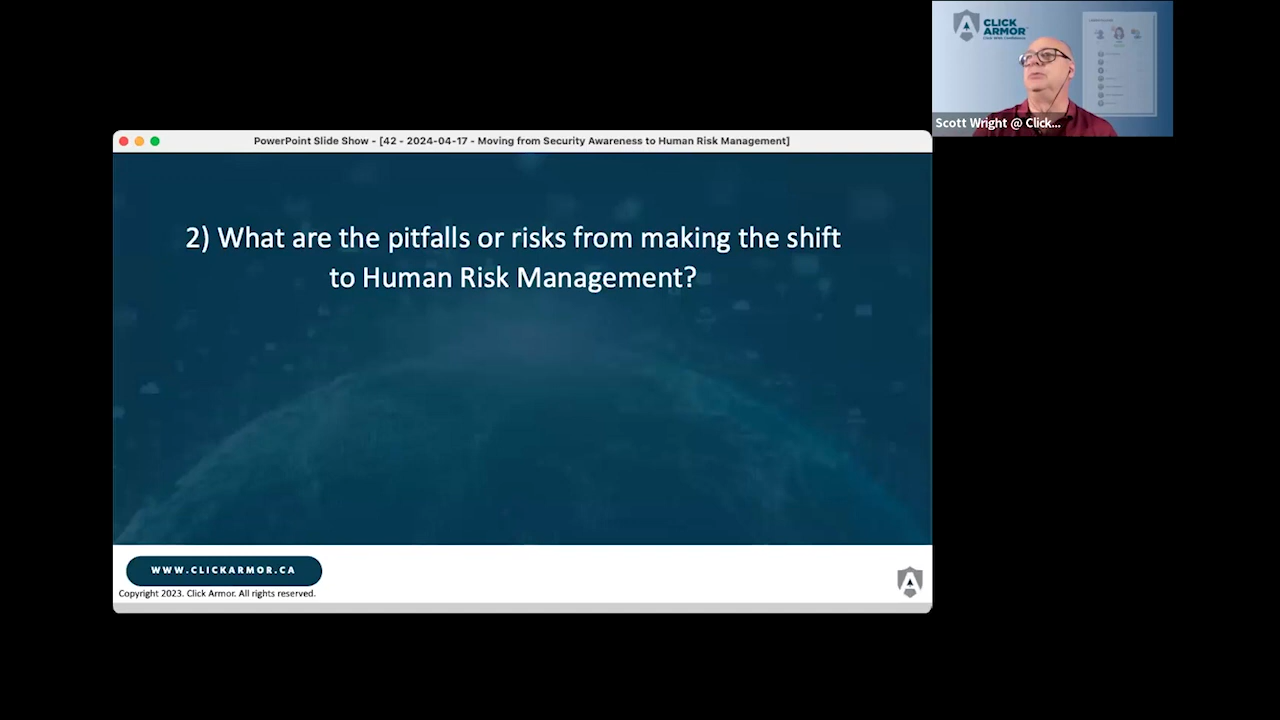 CLICK
ARMOR
Scott Wright @ Click...
PowerPoint Slide Show - [42 - 2024-04-17 - Moving from Security Awareness to Human Risk Management]
2) What are the pitfalls or risks from making the shift
to Human Risk Management?
WWW.CLICKARMOR.CA
Copyright 2023. Click Armor. All rights reserved.